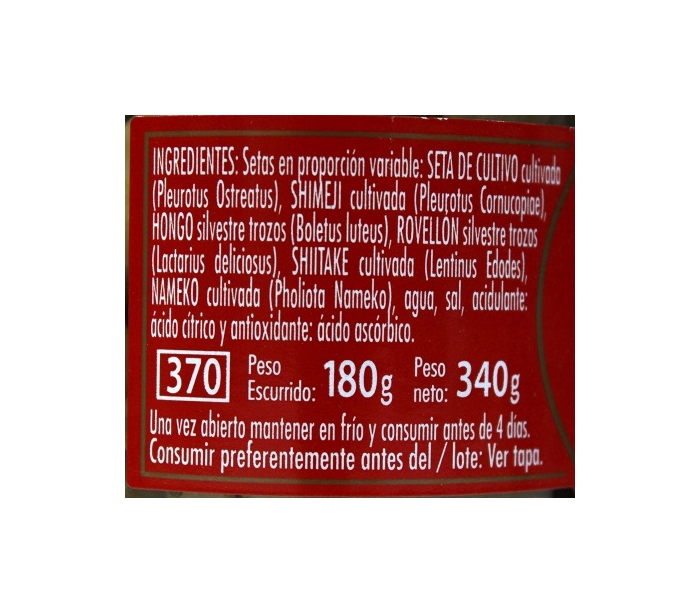 INGREDIENTES: Setas en proporción variable: SETA DE CULTIVO cultivada
(Pleurotus Ostreatus), SHIMEJI cultivada (Pleurotus Cornucopiae),
HONGO silvestre trozos (Boletus luteus), ROVELLÓN silvestre trozos
(Lactarius deliciosus), SHIITAKE cultivada (Lentinus Edodes),
NAMEKO cultivada (Pholiota Nameko), agua, sal, acidulante:
ácido cítrico y antioxidante: ácido ascórbico.
370 Peso Escurrido: 180g Peso neto: 340g
Una vez abierto mantener en frío y consumir antes de 4 días.
Consumir preferentemente antes del / lote: Ver tapa.